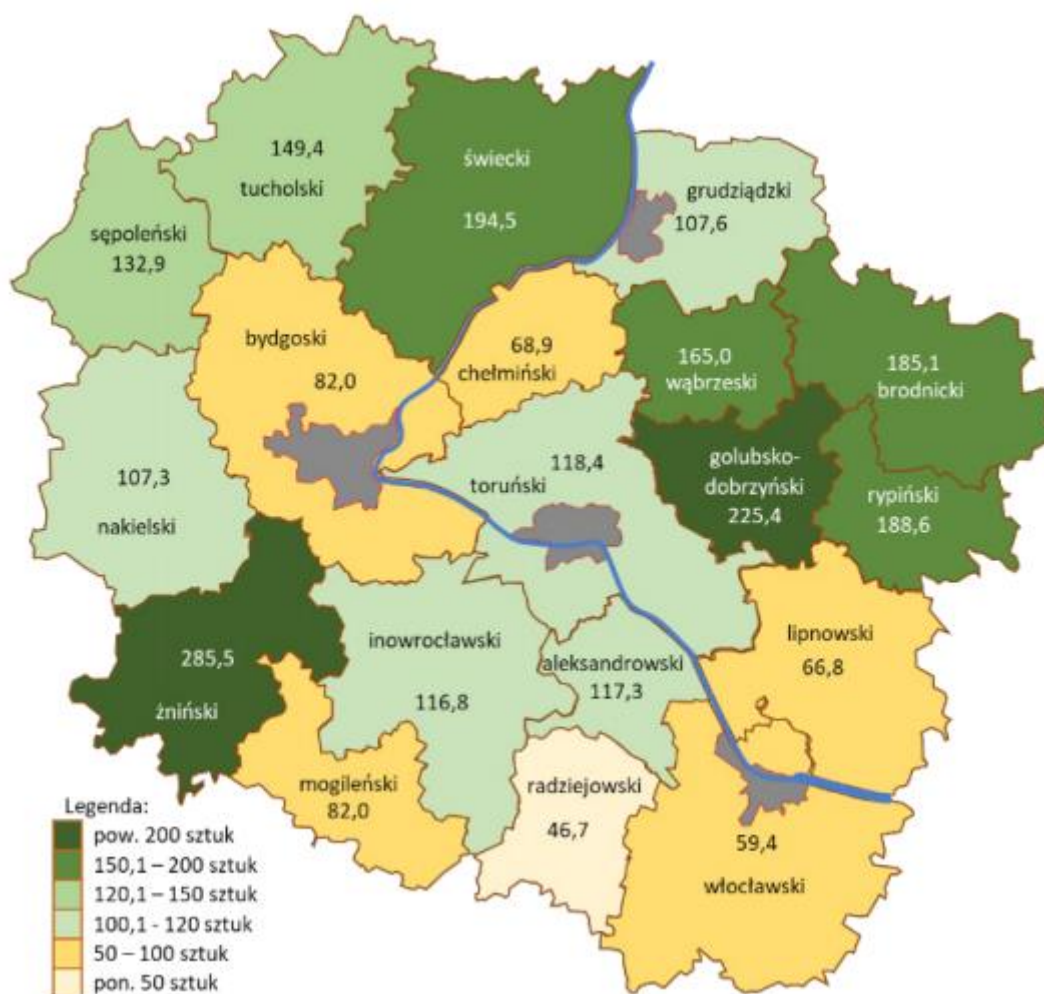 149,4
tucholski
świecki
194,5
grudziądzki
107,6
sępoleński
132,9
bydgoski
82,0
68,9
chełmiński
165,0
wąbrzeski
185,1
brodnicki
107,3
nakielski
118,4
toruński
golubsko-
dobrzyński
225,4
rypiński
188,6
285,5
żniński
inowrocławski
116,8
aleksandrowski
117,3
lipnowski
66,8
mogileński
82,0
radziejowski
46,7
59,4
włocławski
Legenda:
pow. 200 sztuk
150,1 – 200 sztuk
120,1 – 150 sztuk
100,1 - 120 sztuk
50 – 100 sztuk
pon. 50 sztuk